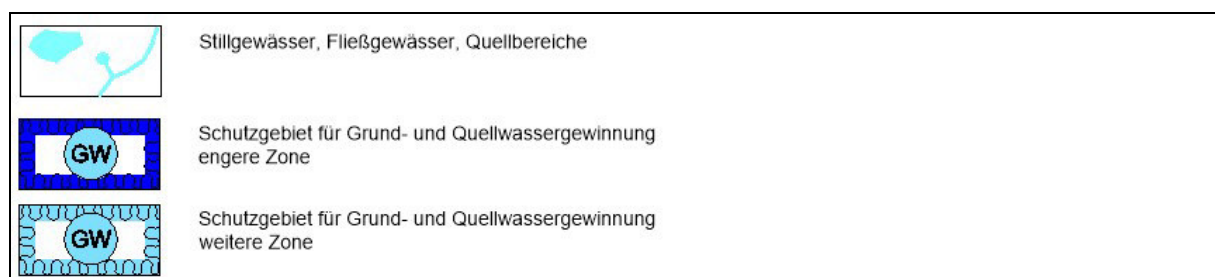 Stillgewässer, Fließgewässer, Quellbereiche
GW
Schutzgebiet für Grund- und Quellwassergewinnung
engere Zone
GW
Schutzgebiet für Grund- und Quellwassergewinnung
weitere Zone